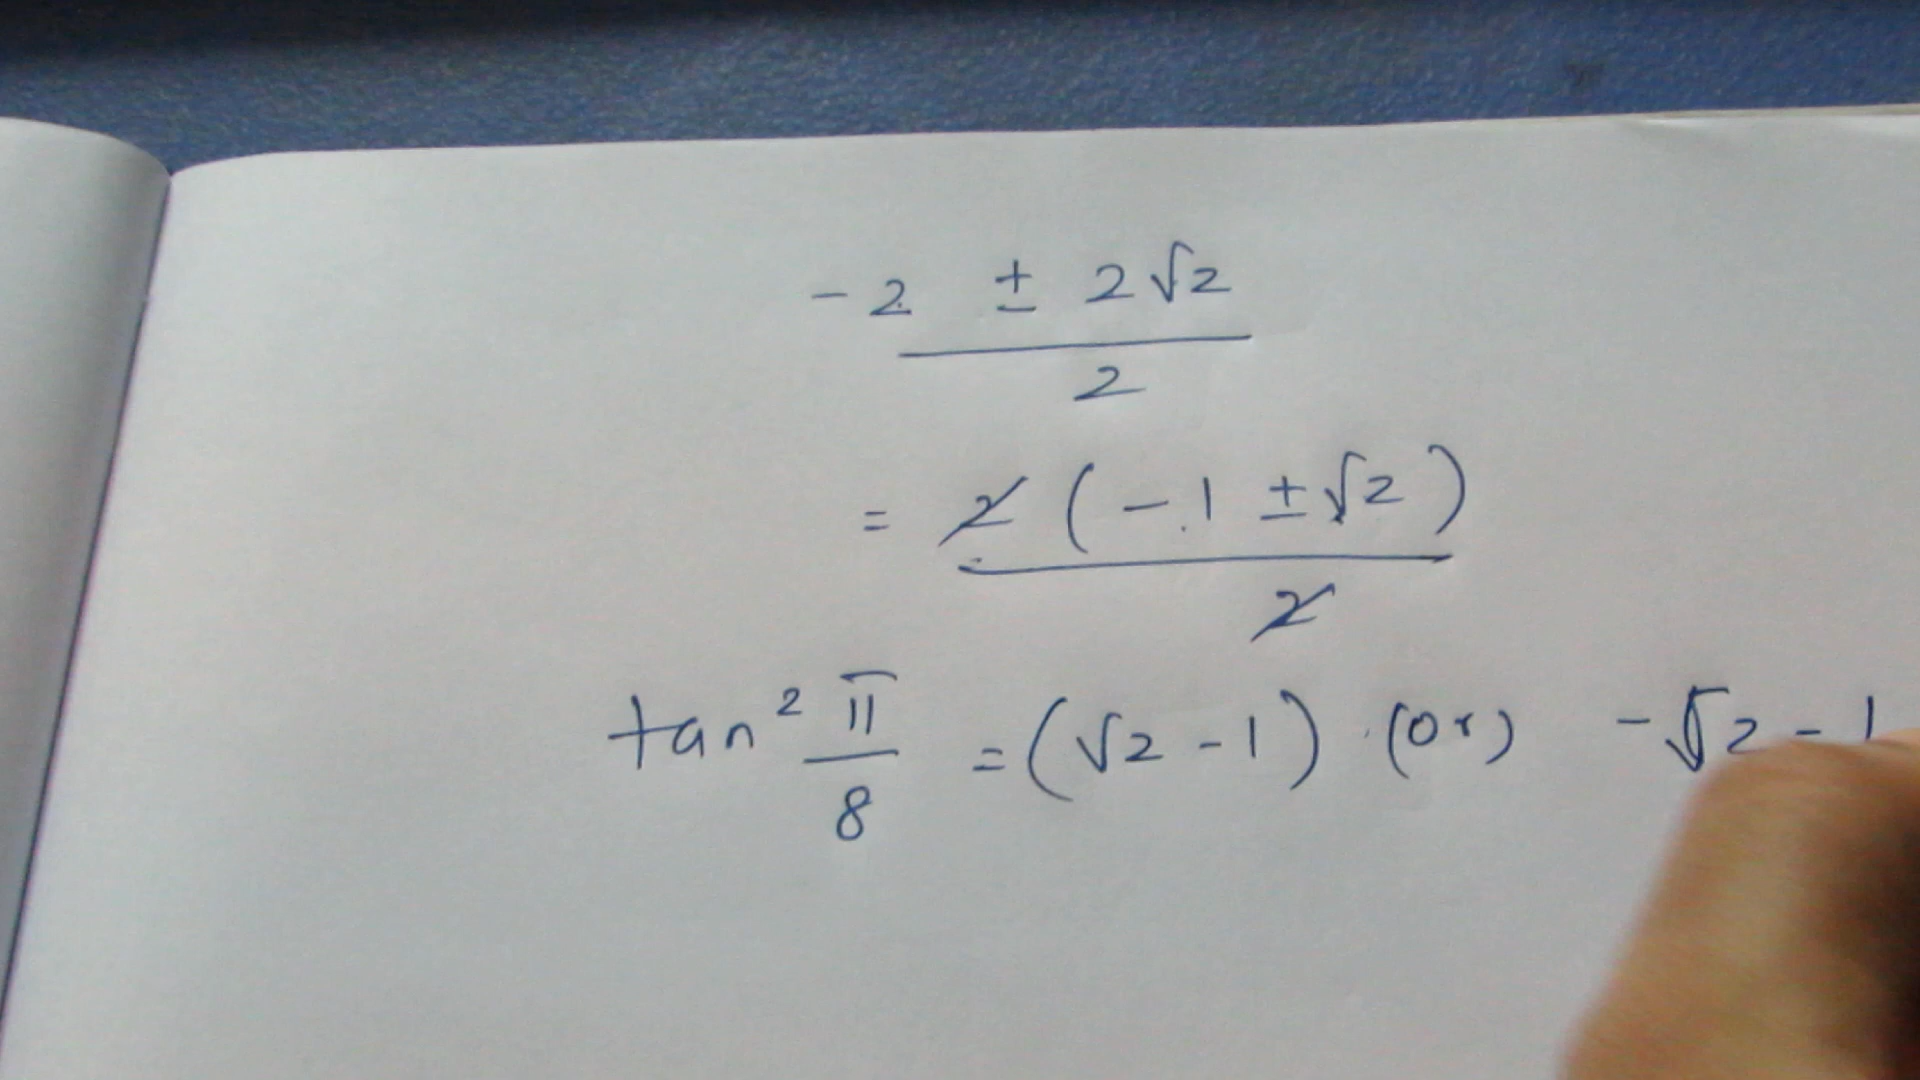 -2 ± 2√2
2
= 2 ( -1 ± √2 )
2
tan² π/8 = (√2 - 1) (or) -√2 - 1